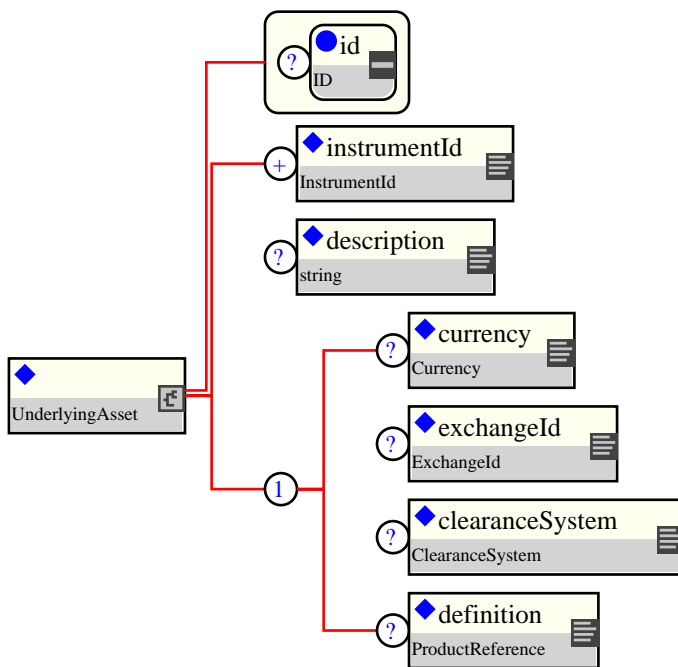 ? id
ID
+ instrumentId
InstrumentId
? description
string
UnderlyingAsset
1
? currency
Currency
? exchangeId
ExchangeId
? clearanceSystem
ClearanceSystem
? definition
ProductReference